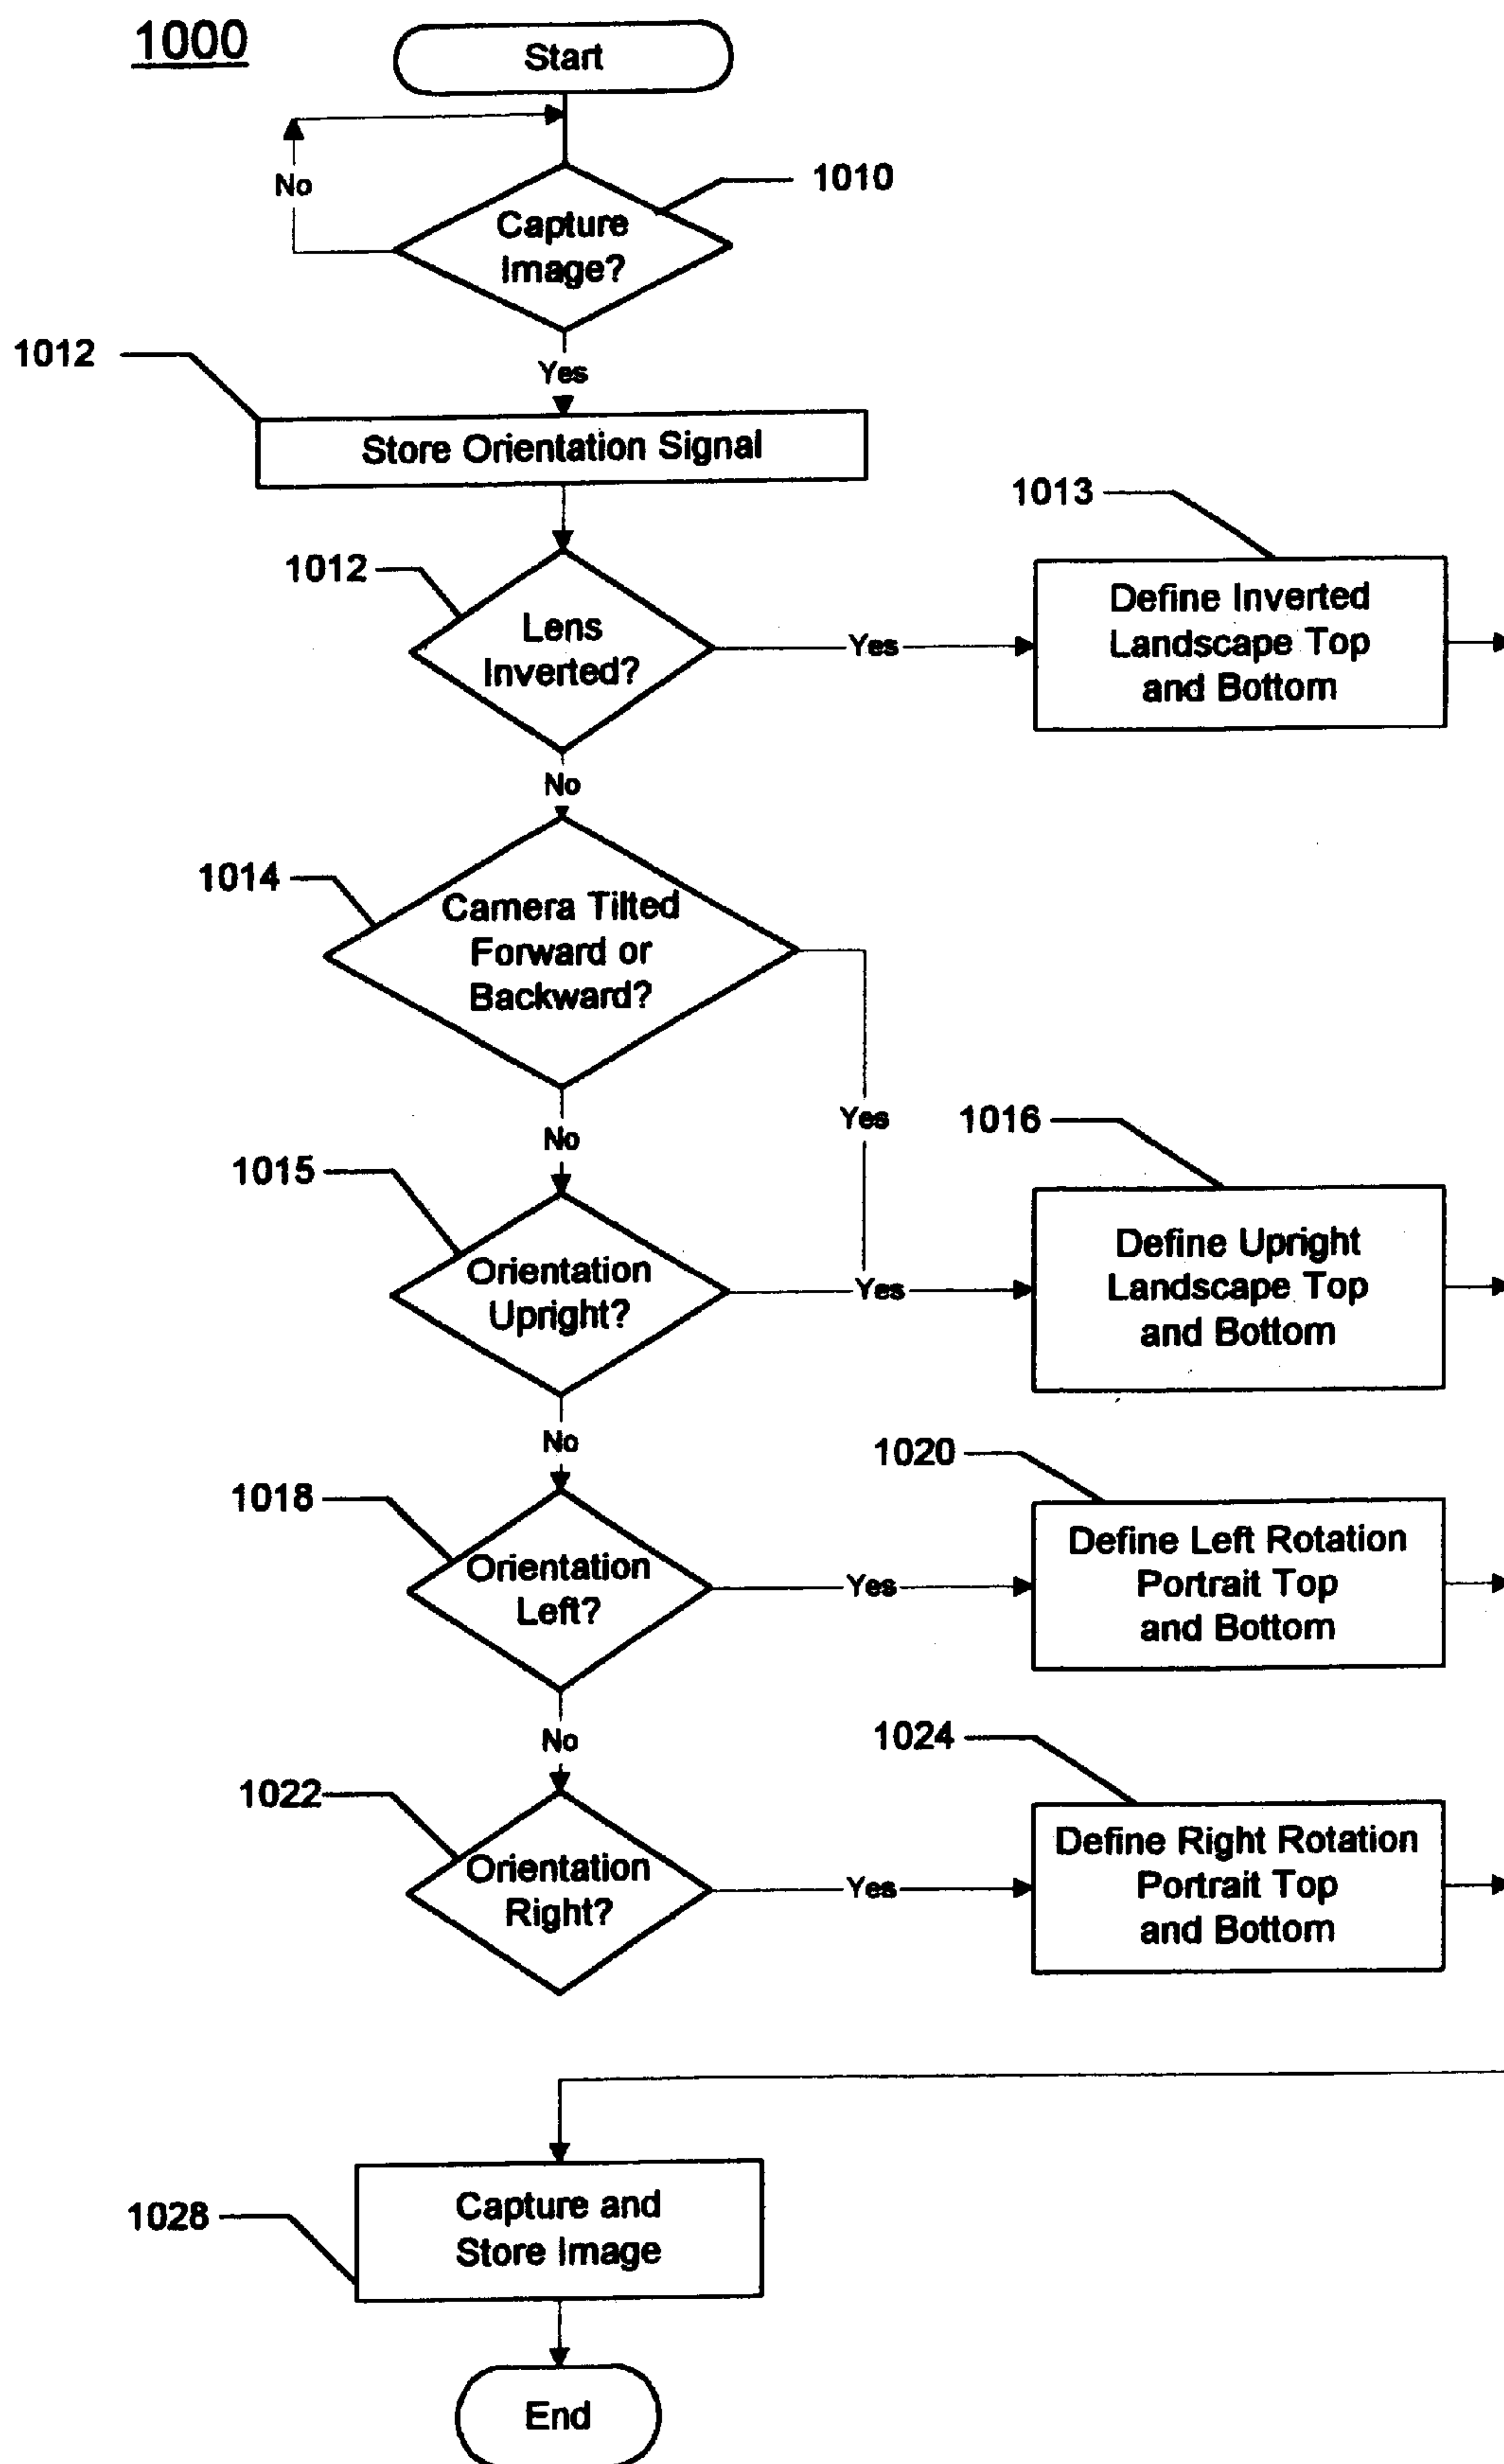 1000
Start
No
1010
Capture
Image?
1012
Yes
Store Orientation Signal
1013
1012
Lens
Inverted?
Yes
Define Inverted
Landscape Top
and Bottom
No
1014
Camera Tilted
Forward or
Backward?
Yes
1016
No
1015
Orientation
Upright?
Yes
Define Upright
Landscape Top
and Bottom
No
1020
1018
Orientation
Left?
Yes
Define Left Rotation
Portrait Top
and Bottom
No
1024
1022
Orientation
Right?
Yes
Define Right Rotation
Portrait Top
and Bottom
1028
Capture and
Store Image
End